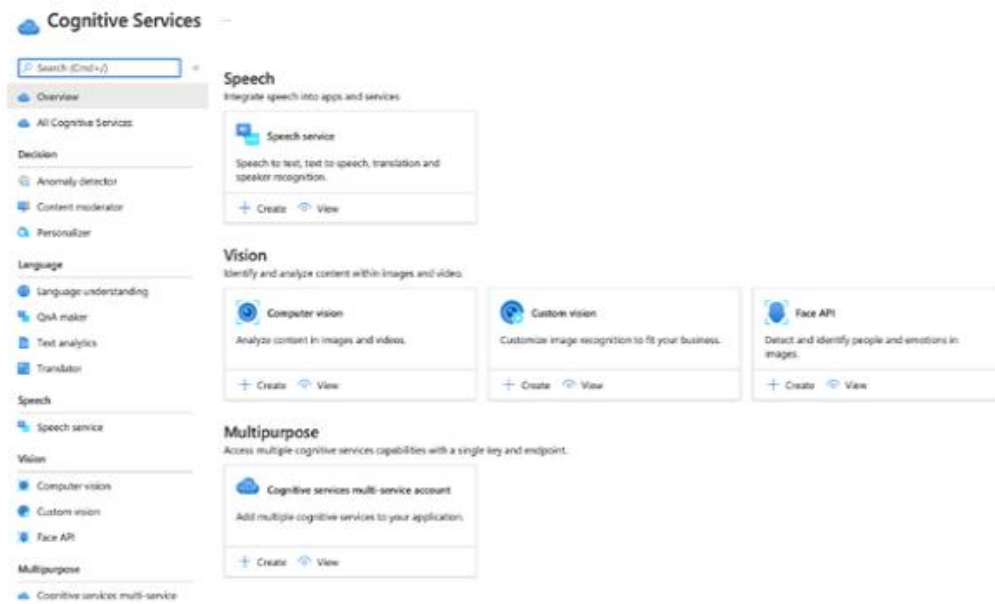 Cognitive Services
Search (Cmd+/)
Overview
All Cognitive Services
Decision
Anomaly detector
Content moderator
Personalizer
Language
Language understanding
QnA maker
Text analytics
Translator
Speech
Speech service
Vision
Computer vision
Custom vision
Face API
Multipurpose
Cognitive services multi-service
Speech
Integrate speech into apps and services
Speech service
Speech to text, text to speech, translation and
speaker recognition.
+ Create View
Vision
Identify and analyze content within images and video.
Computer vision
Analyze content in images and videos.
+ Create View
Custom vision
Customize image recognition to fit your business.
+ Create View
Face API
Detect and identify people and emotions in
images.
+ Create View
Multipurpose
Access multiple cognitive services capabilities with a single key and endpoint.
Cognitive services multi-service account
Add multiple cognitive services to your application.
+ Create View